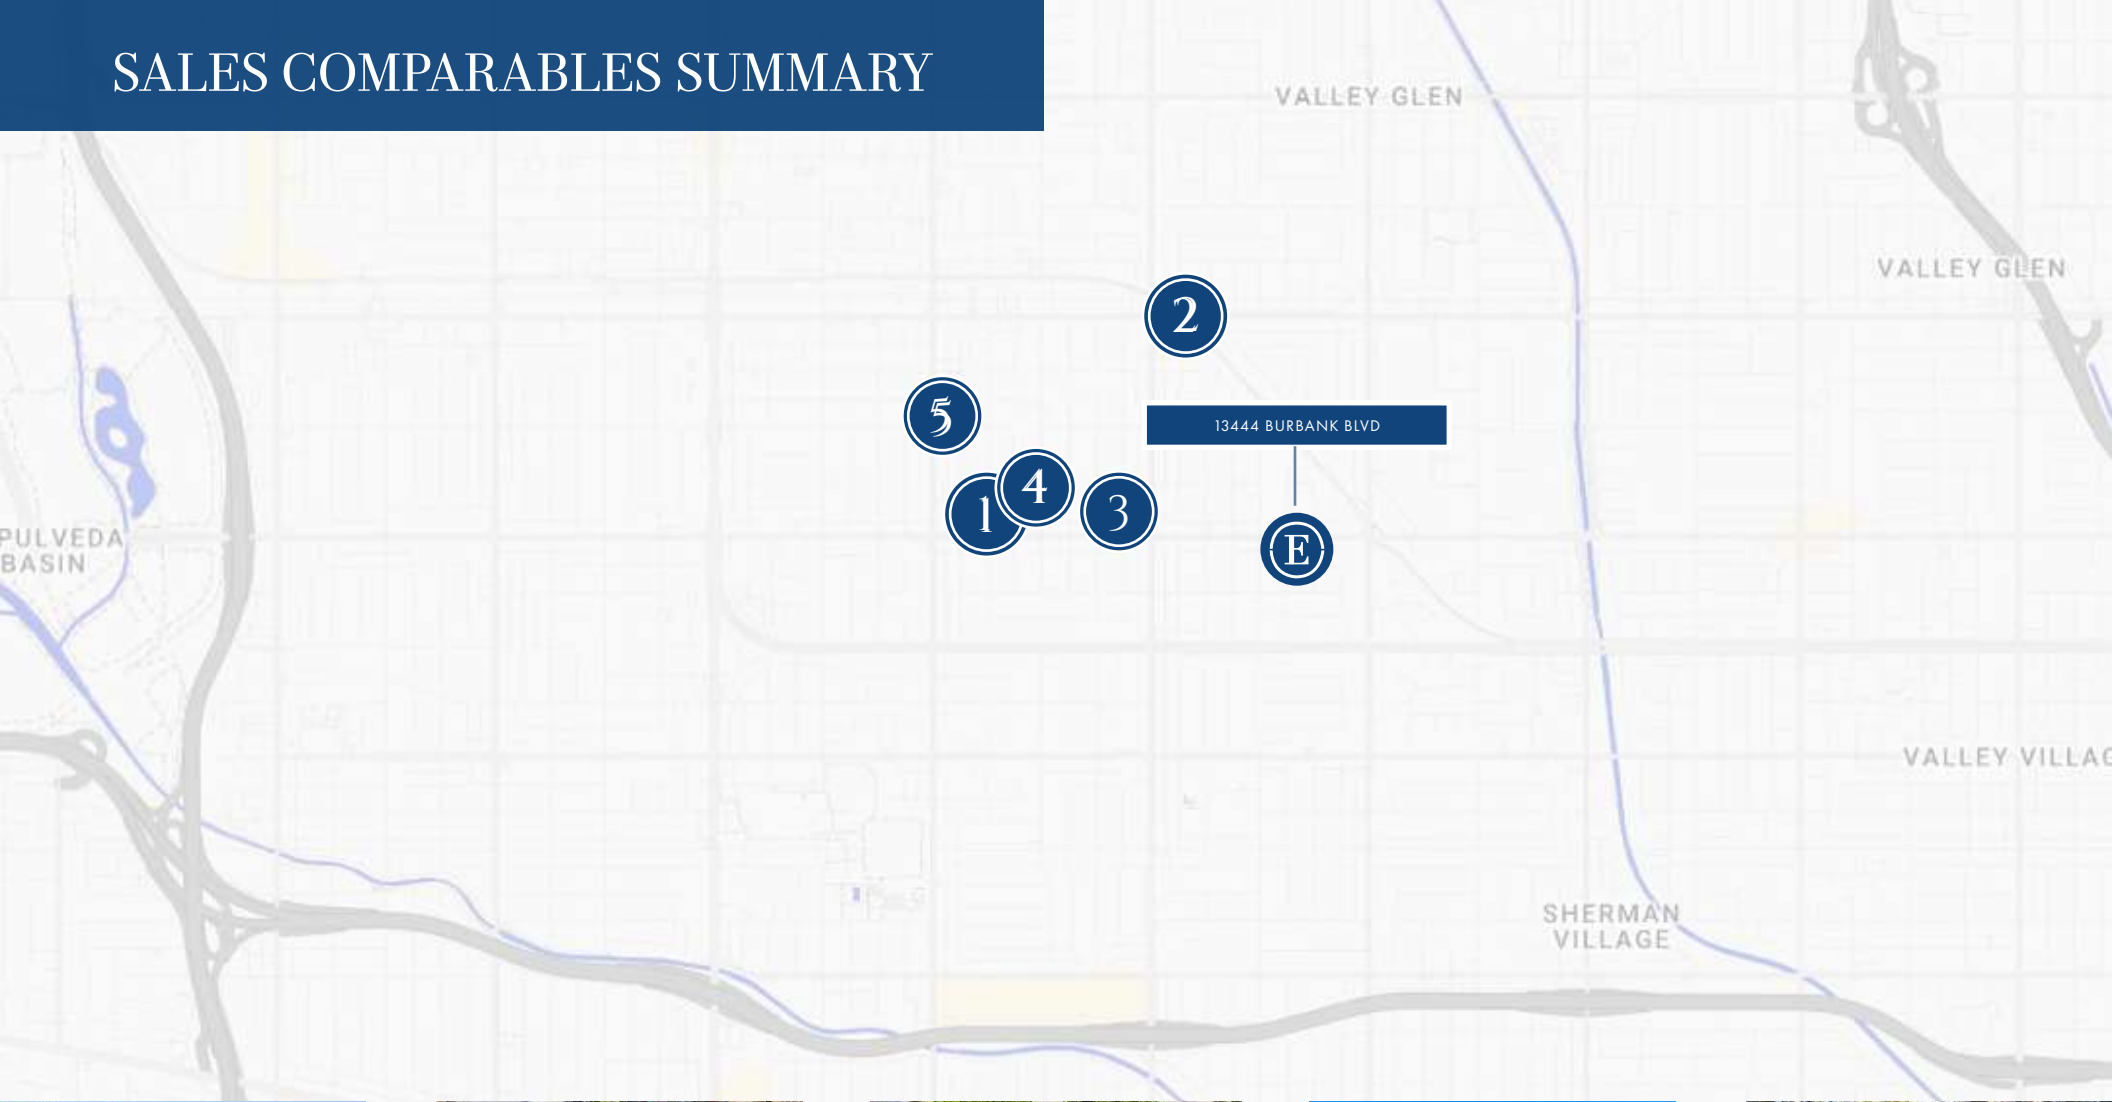 SALES COMPARABLES SUMMARY
VALLEY GLEN
VALLEY GLEN
2
5
13444 BURBANK BLVD
4
1
3
E
PULVEDA
BASIN
VALLEY VILLAG
SHERMAN
VILLAGE